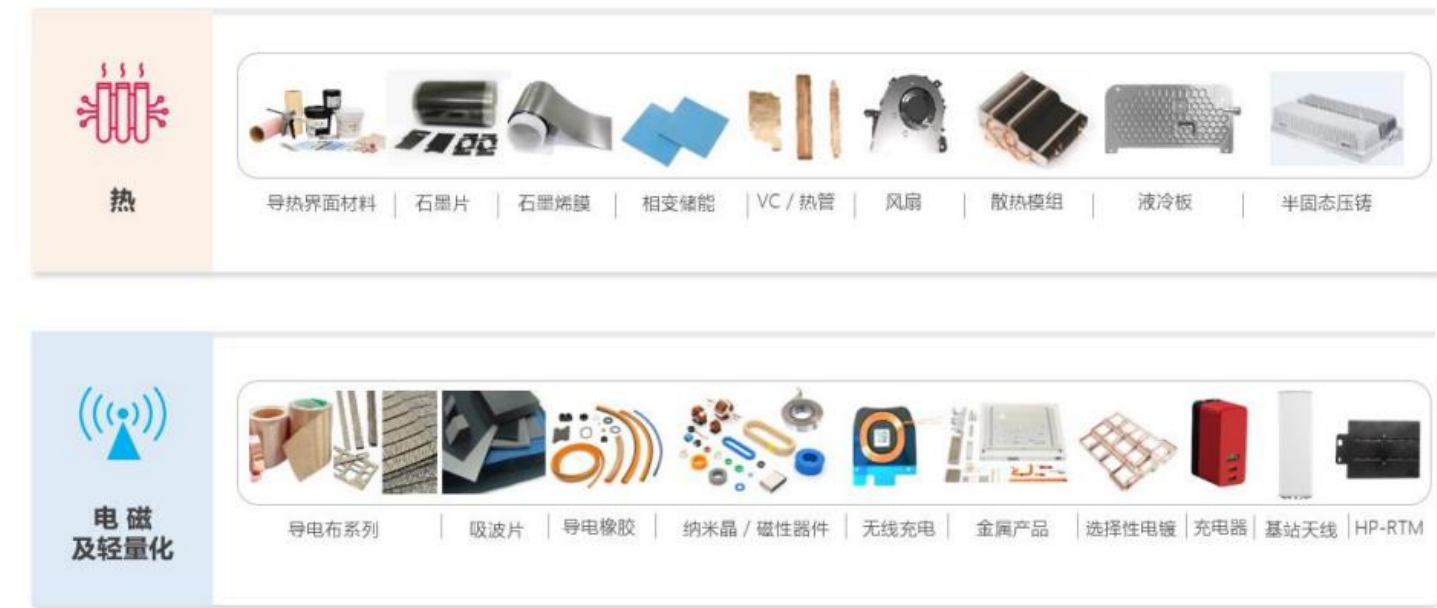 热
导热界面材料 | 石墨片 | 石墨烯膜 | 相变储能 | VC / 热管 | 风扇 | 散热模组 | 液冷板 | 半固态压铸
电磁
及轻量化
导电布系列 | 吸波片 | 导电橡胶 | 纳米晶 / 磁性器件 | 无线充电 | 金属产品 | 选择性电镀 | 充电器 | 基站天线 | HP-RTM